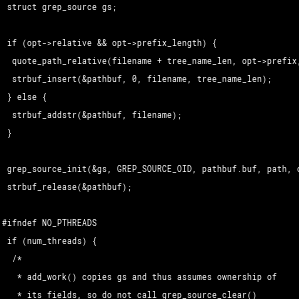 struct grep_source gs;
if (opt->relative && opt->prefix_length) {
quote_path_relative(filename + tree_name_len, opt->prefix,
strbuf_insert(&pathbuf, 0, filename, tree_name_len);
} else {
strbuf_addstr(&pathbuf, filename);
}
grep_source_init(&gs, GREP_SOURCE_OID, pathbuf.buf, path,
strbuf_release(&pathbuf);
#ifndef NO_PTHREADS
if (num_threads) {
/*
* add_work() copies gs and thus assumes ownership of
* its fields, so do not call grep_source_clear()